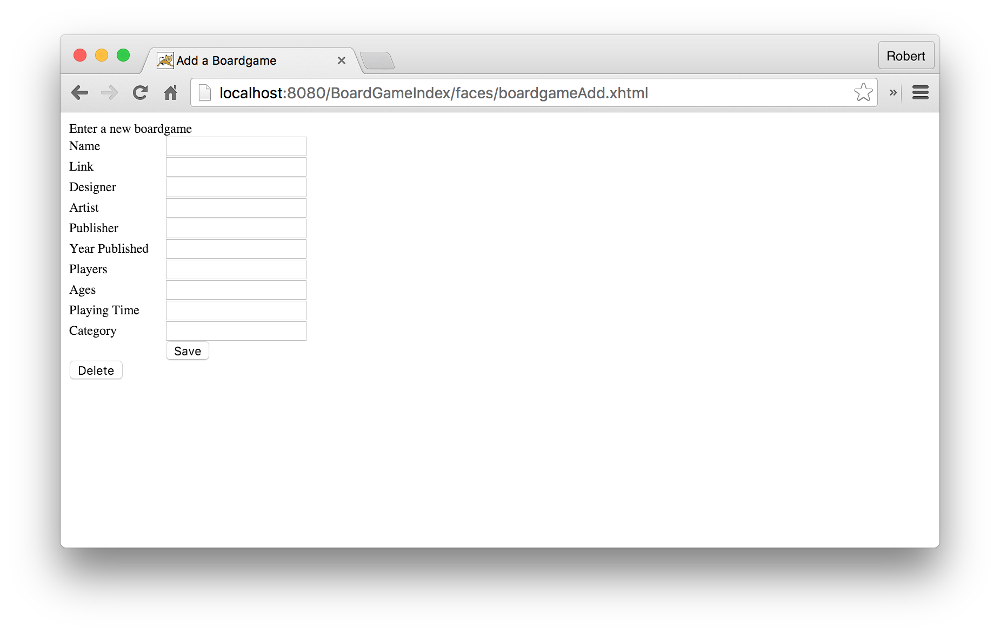 Add a Boardgame
Robert
localhost:8080/BoardGameIndex/faces/boardgameAdd.xhtml
»
Enter a new boardgame
Name
Link
Designer
Artist
Publisher
Year Published
Players
Ages
Playing Time
Category
Save
Delete